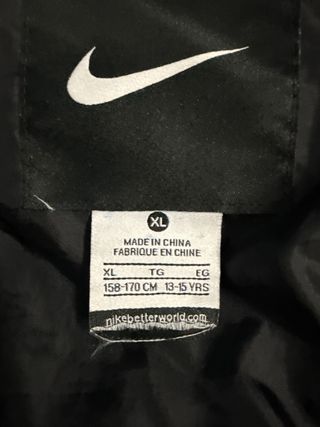 XL
MADE IN CHINA
FABRIQUE EN CHINE
XL TG EG
158-170 CM 13-15 YRS
nikebetterworld.com